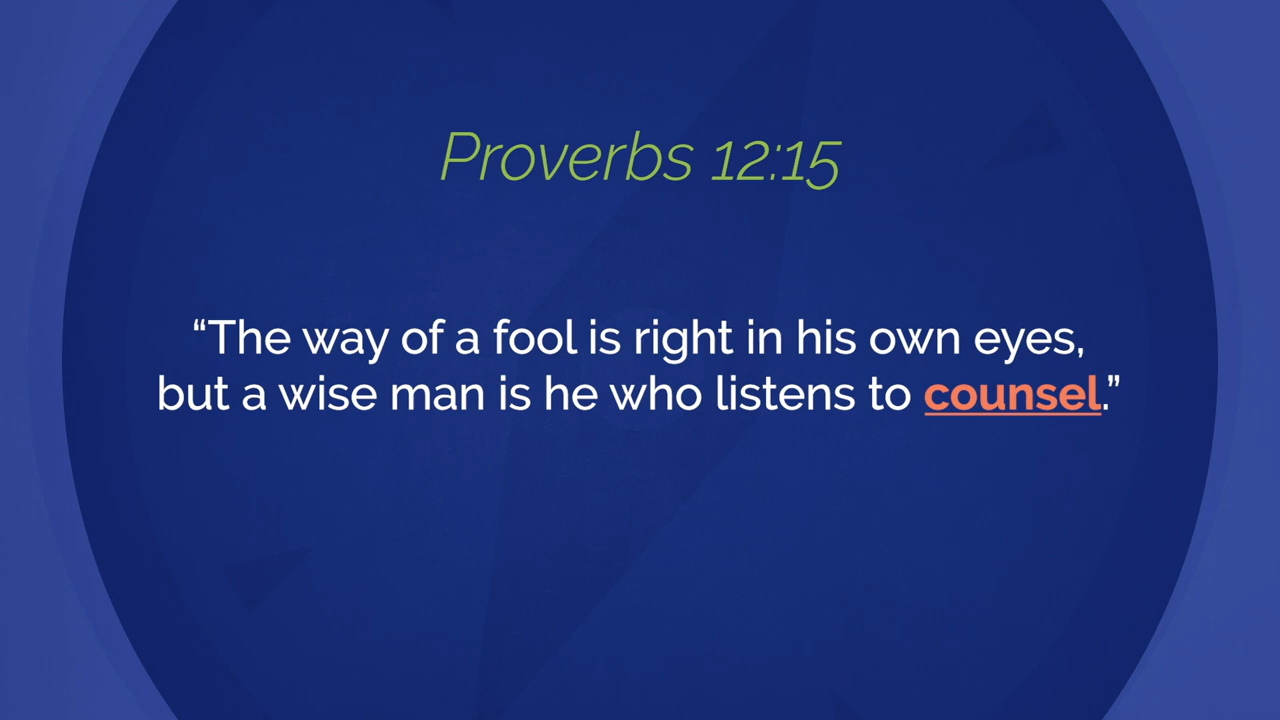 Proverbs 12:15
“The way of a fool is right in his own eyes,
but a wise man is he who listens to counsel.”